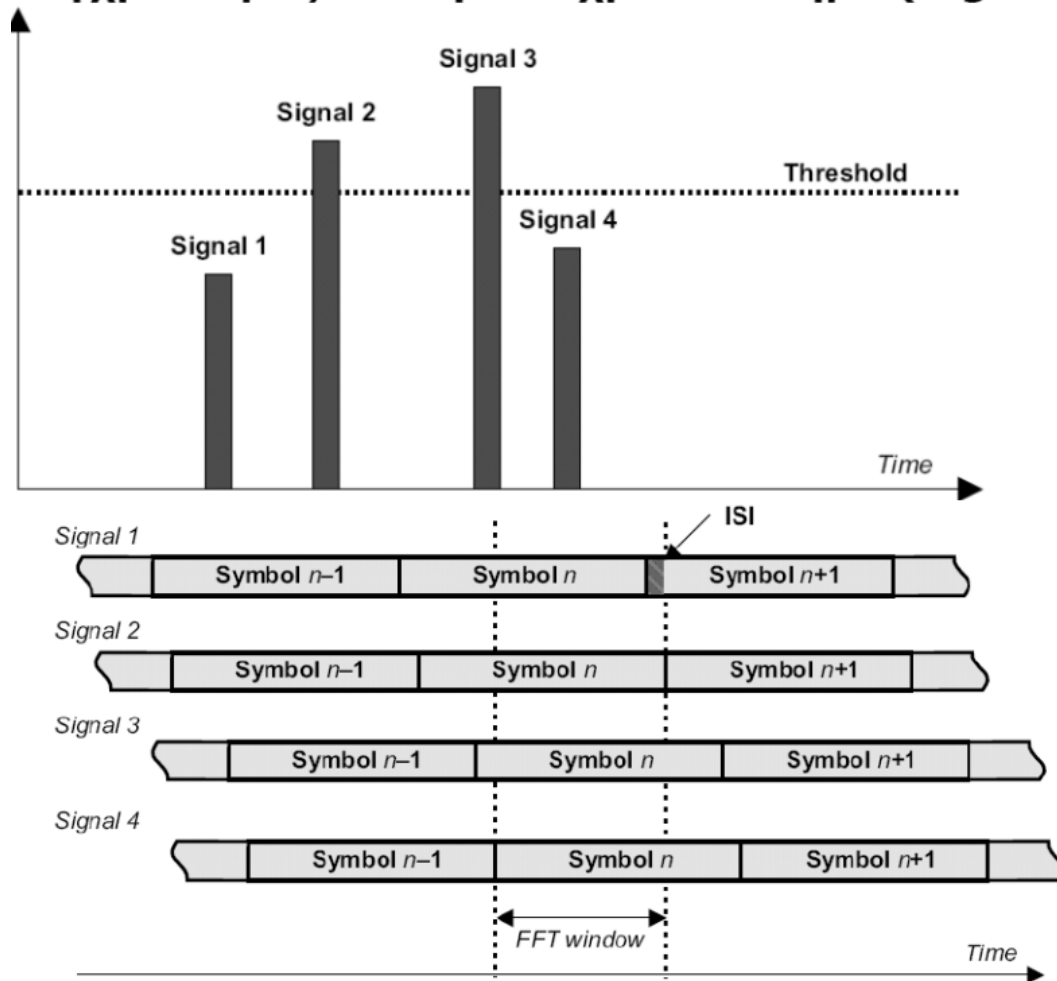 Signal 3
Signal 2
Threshold
Signal 4
Signal 1
Time
ISI
Signal 1
Symbol n–1 Symbol n Symbol n+1
Signal 2
Symbol n–1 Symbol n Symbol n+1
Signal 3
Symbol n–1 Symbol n Symbol n+1
Signal 4
Symbol n–1 Symbol n Symbol n+1
FFT window
Time